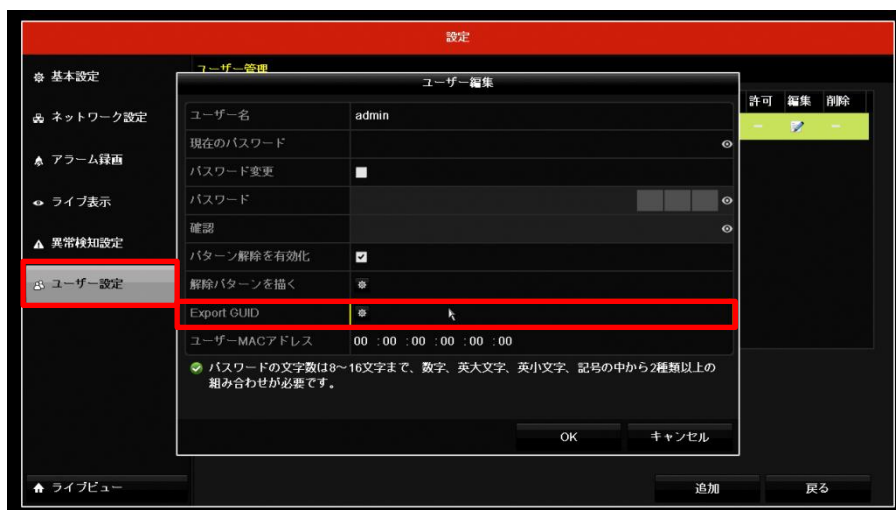 設定
基本設定
ネットワーク設定
アラーム録画
ライブ表示
異常検知設定
ユーザー設定
ライブビュー
ユーザー管理
許可 編集 削除
ユーザー編集
ユーザー名 admin
現在のパスワード
パスワード変更
パスワード
確認
パターン解除を有効化
解除パターンを描く
Export GUID
ユーザーMACアドレス 00 :00 :00 :00 :00 :00
パスワードの文字数は8～16文字まで、数字、英大文字、英小文字、記号の中から2種類以上の
組み合わせが必要です。
OK キャンセル
追加 戻る